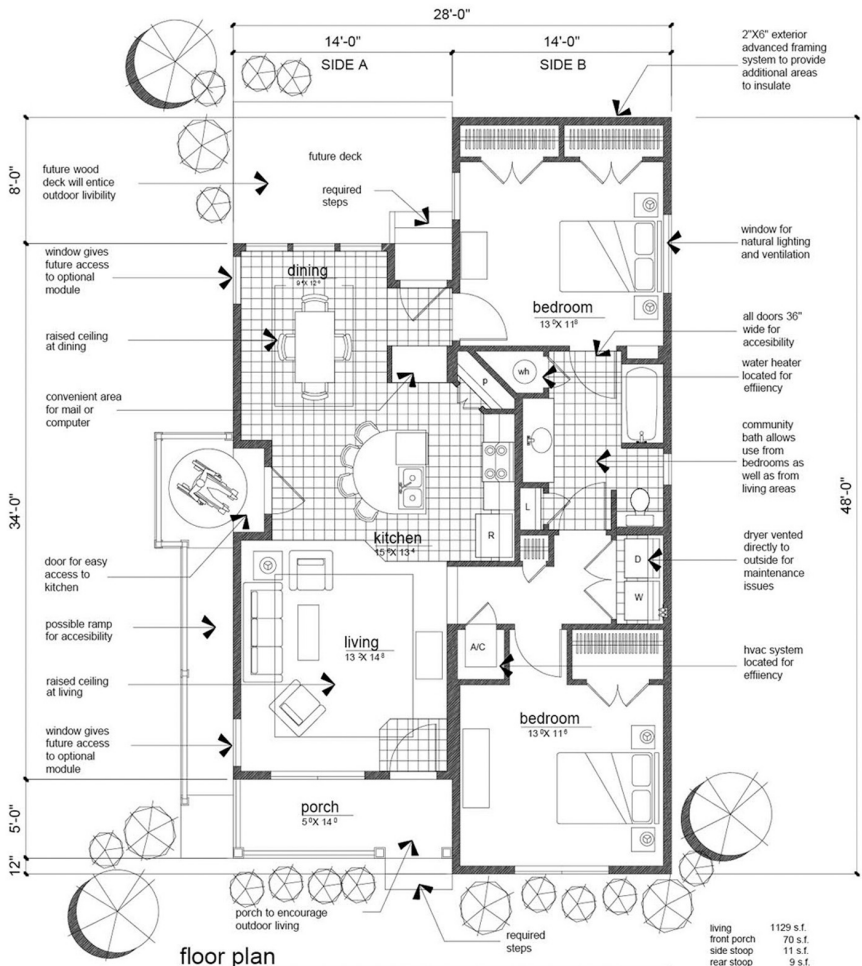 28'-0"
14'-0"
14'-0"
SIDE A
SIDE B
2"X6" exterior
advanced framing
system to provide
additional areas
to insulate
8'-0"
future wood
deck will entice
outdoor livibility
future deck
required
steps
window gives
future access
to optional
module
dining
window for
natural lighting
and ventilation
bedroom
13 0X 11 8
raised ceiling
at dining
all doors 36"
wide for
accesibility
wh
p
water heater
located for
effiiency
convenient area
for mail or
computer
community
bath allows
use from
bedrooms as
well as from
living areas
34'-0"
48'-0"
L
R
kitchen
15 6X 13 4
door for easy
access to
kitchen
dryer vented
directly to
outside for
maintenance
issues
D
W
possible ramp
for accesibility
living
13 2X 14 8
A/C
hvac system
located for
effiiency
raised ceiling
at living
bedroom
13 0X 11 6
window gives
future access
to optional
module
5'-0"
porch
5 0X 14 0
12"
porch to encourage
outdoor living
required
steps
floor plan
living 1129 s.f.
front porch 70 s.f.
side stoop 11 s.f.
rear stoop 9 s.f.